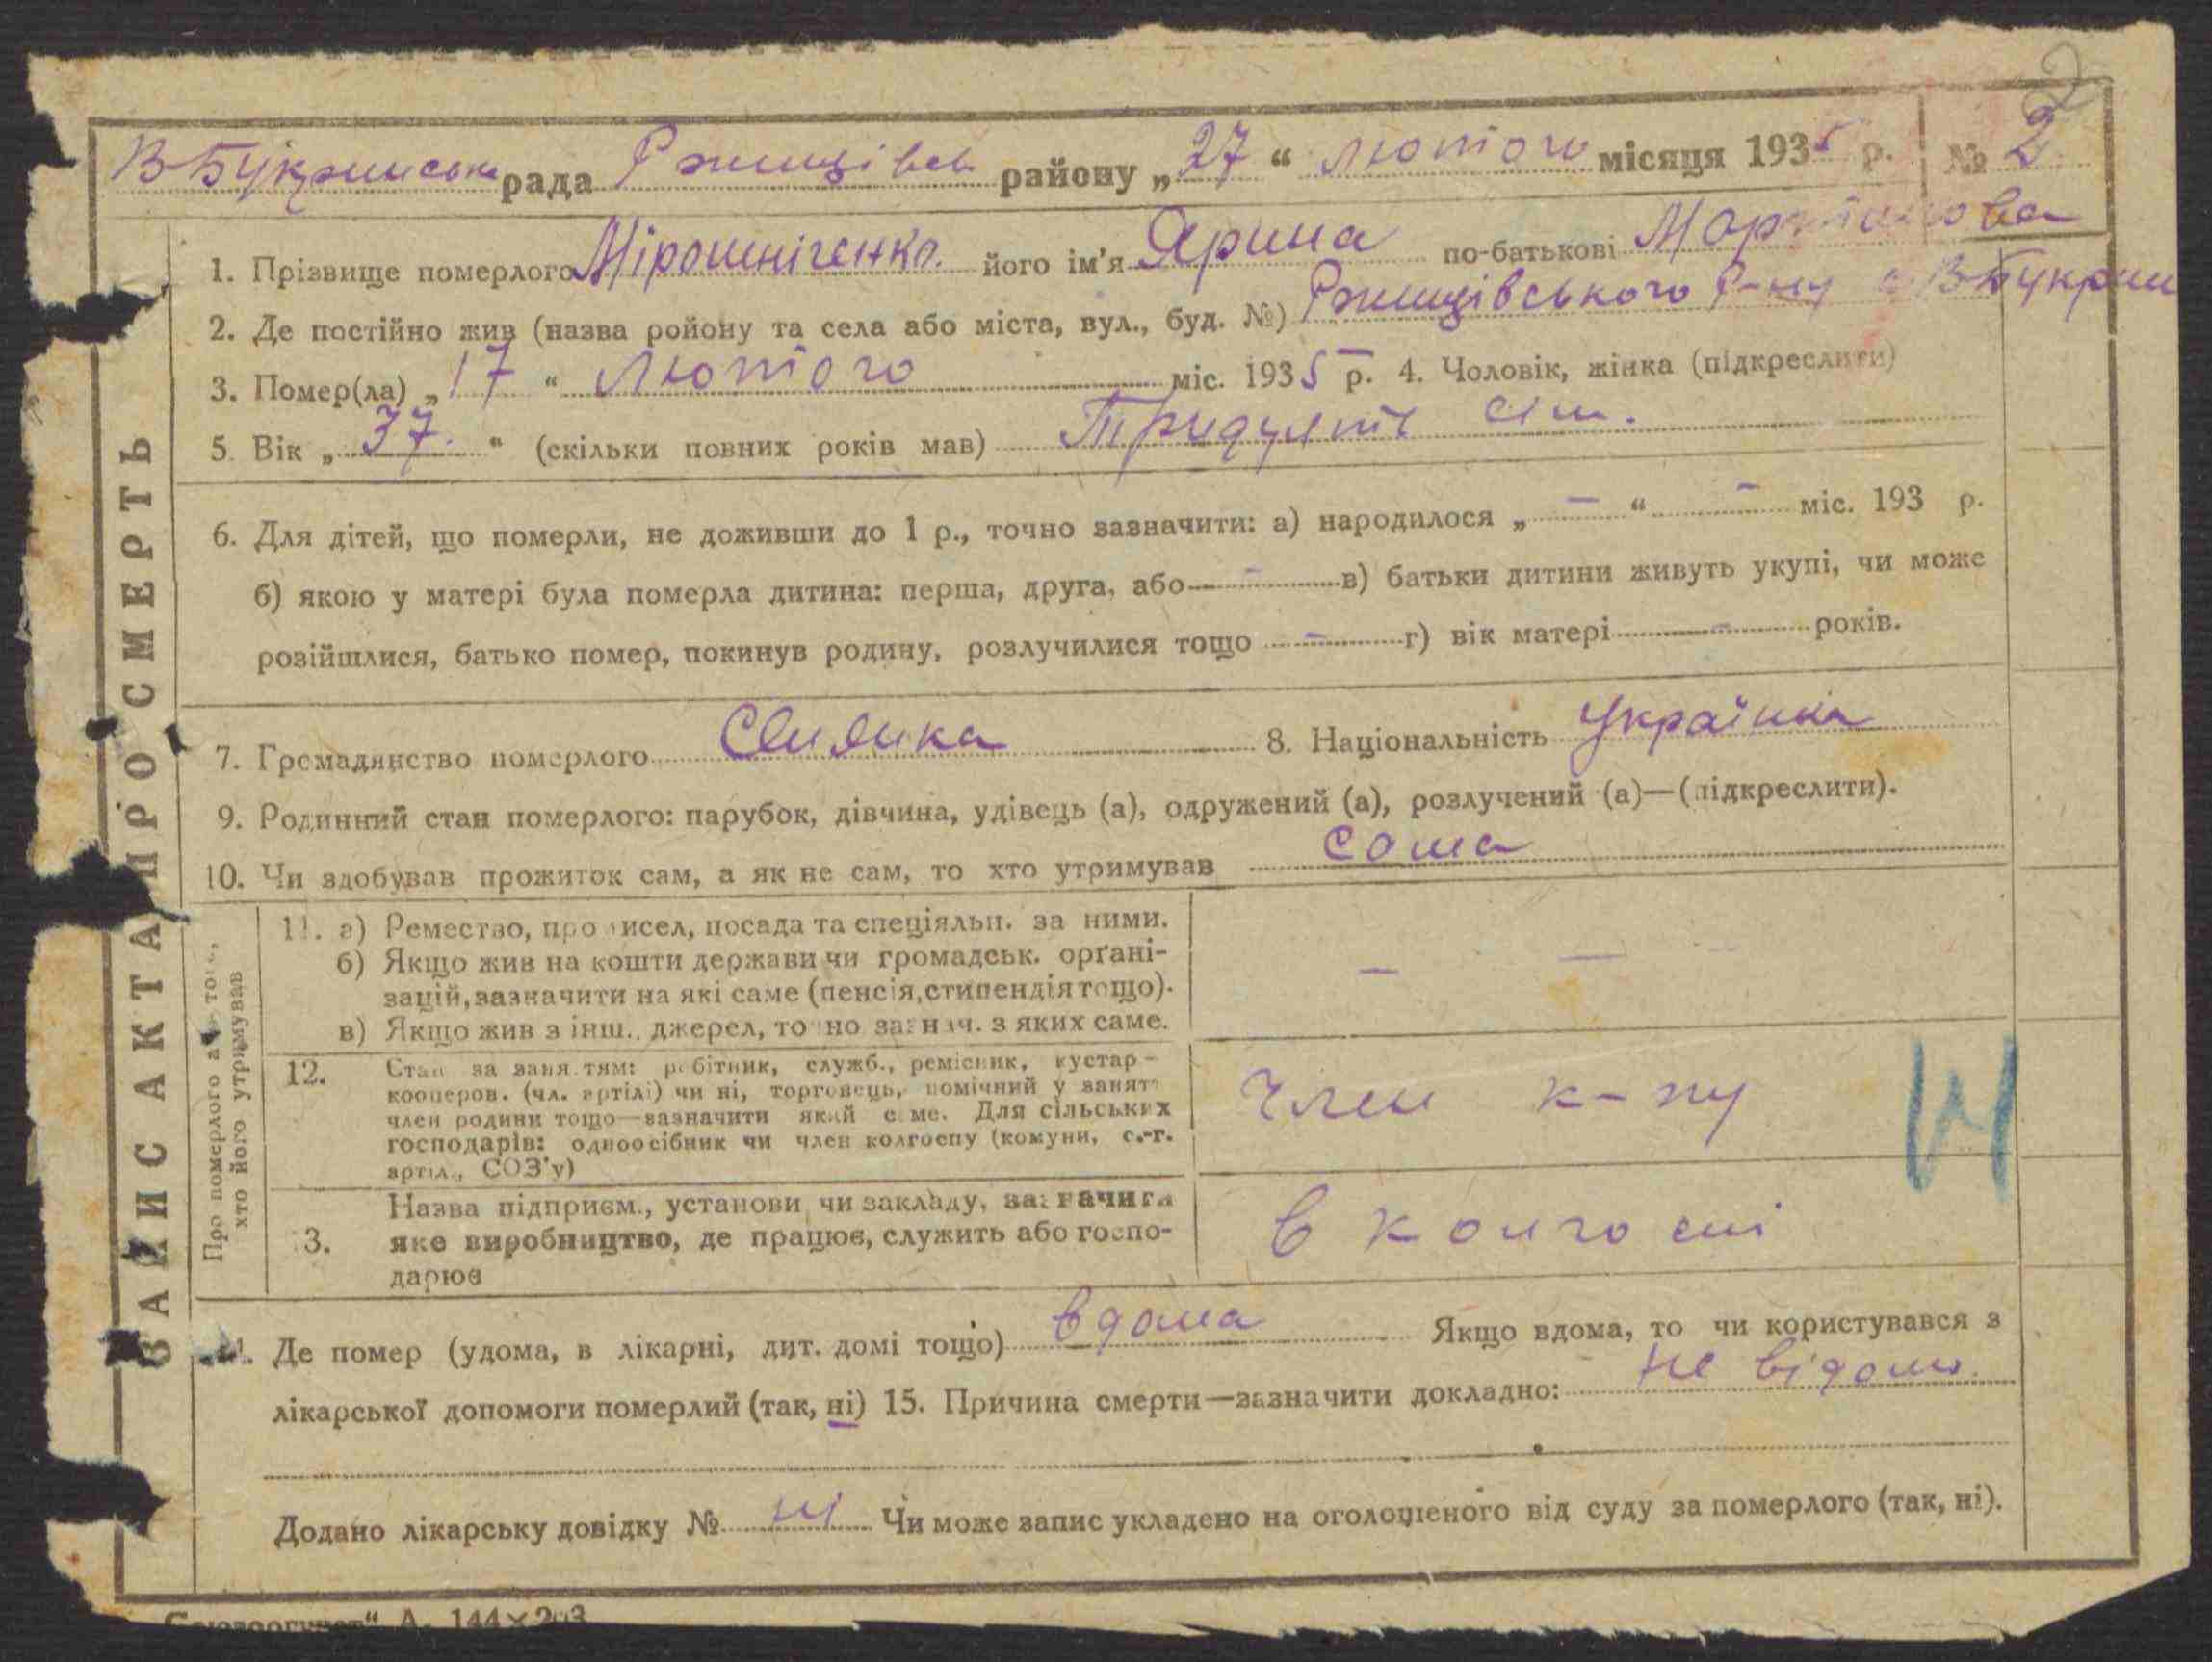 2
В-Букринська рада Ржищівськ району „27“ лютого місяця 1935 р. № 2
1. Прізвище померлого Мірошніченко його ім'я Ярина по-батькові
2. Де постійно жив (назва ройону та села або міста, вул., буд. №) Ржищівського р-ну с В-Букрин
3. Помер(ла) „17“ лютого міс. 1935 р. 4. Чоловік, жінка (підкреслити)
5. Вік „37.“ (скільки повних років мав) Тридцять сім.
6. Для дітей, що померли, не доживши до 1 р., точно зазначити: а) народилося „ – “ – міс. 193 р.
б) якою у матері була померла дитина: перша, друга, або – в) батьки дитини живуть укупі, чи може
розійшлися, батько помер, покинув родину, розлучилися тощо – г) вік матері – років.
7. Громадянство померлого 8. Національність Українка
9. Родинний стан померлого: парубок, дівчина, удівець (а), одружений (а), розлучений (а)—(підкреслити).
10. Чи здобував прожиток сам, а як не сам, то хто утримував сама
11. а) Ремество, промисел, посада та спеціяльн. за ними.
б) Якщо жив на кошти держави чи громадськ. орґані-
зацій, зазначити на які саме (пенсія, стипендія тощо).
в) Якщо жив з інш. джерел, точно зазнач. з яких саме.
– – –
12. Стан за заняттям: робітник, служб., ремісник, кустар-
кооперов. (чл. артілі) чи ні, торговець, помічний у занятт
член родини тощо—зазначити який саме. Для сільських
господарів: одноосібник чи член колгоспу (комуни, с.-г.
артіл., СОЗ'у)
Член к-пу
13. Назва підприєм., установи чи закладу, зазначити
яке виробництво, де працює, служить або госпо-
дарює
в колгоспі
14. Де помер (удома, в лікарні, дит. домі тощо) вдома Якщо вдома, то чи користувався з
лікарської допомоги померлий (так, ні) 15. Причина смерти—зазначити докладно: не відомо.
Додано лікарську довідку № ні Чи може запис укладено на оголошеного від суду за померлого (так, ні).
ЗАПИС АКТА ПРО СМЕРТЬ
Про померлого або того,
хто його утримував
А. 144×203